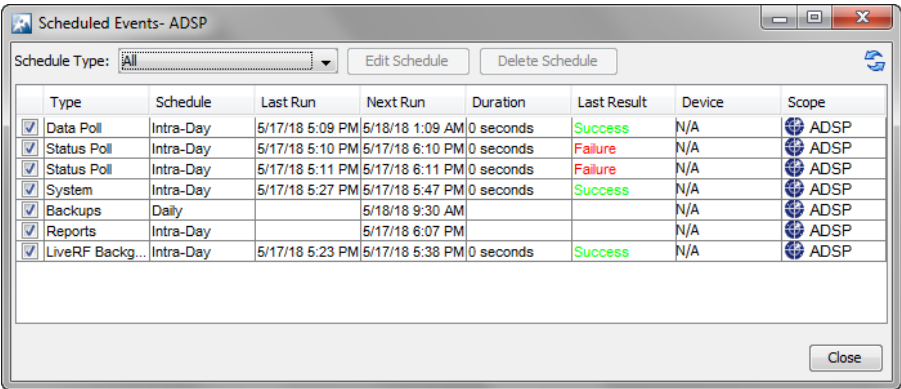 Scheduled Events- ADSP
Schedule Type: All Edit Schedule Delete Schedule
Type Schedule Last Run Next Run Duration Last Result Device Scope
Data Poll Intra-Day 5/17/18 5:09 PM 5/18/18 1:09 AM 0 seconds Success N/A ADSP
Status Poll Intra-Day 5/17/18 5:10 PM 5/17/18 6:10 PM 0 seconds Failure N/A ADSP
Status Poll Intra-Day 5/17/18 5:11 PM 5/17/18 6:11 PM 0 seconds Failure N/A ADSP
System Intra-Day 5/17/18 5:27 PM 5/17/18 5:47 PM 0 seconds Success N/A ADSP
Backups Daily 5/18/18 9:30 AM N/A ADSP
Reports Intra-Day 5/17/18 6:07 PM N/A ADSP
LiveRF Backg... Intra-Day 5/17/18 5:23 PM 5/17/18 5:38 PM 0 seconds Success N/A ADSP
Close